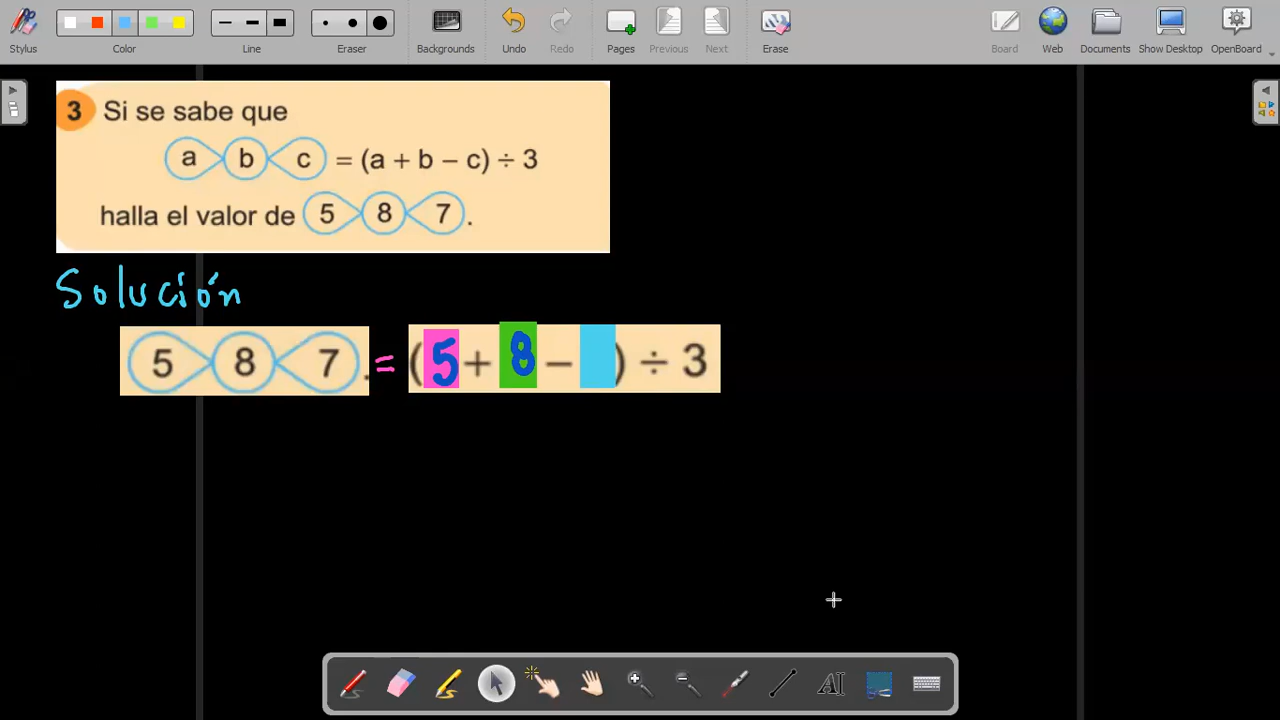 Stylus Color Line Eraser Backgrounds Undo Redo Pages Previous Next Erase Board Web Documents Show Desktop OpenBoard
3 Si se sabe que
a b c = (a + b – c) ÷ 3
halla el valor de 5 8 7.
Solución
5 8 7. = (5 + 8 – ) ÷ 3